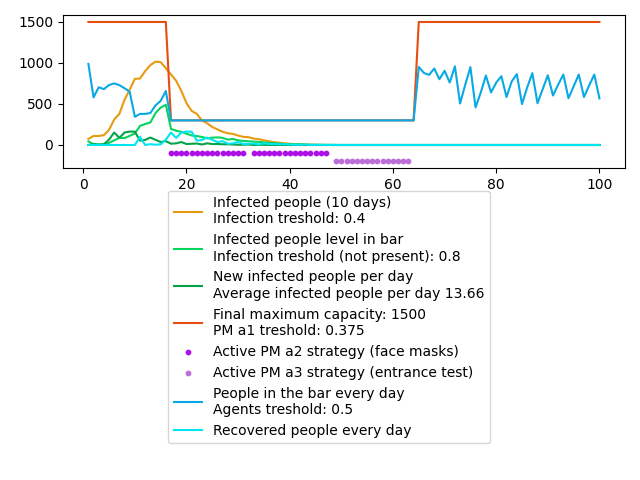 1500
1000
500
0
0
20
40
60
80
100
Infected people (10 days)
Infection treshold: 0.4
Infected people level in bar
Infection treshold (not present): 0.8
New infected people per day
Average infected people per day 13.66
Final maximum capacity: 1500
PM a1 treshold: 0.375
Active PM a2 strategy (face masks)
Active PM a3 strategy (entrance test)
People in the bar every day
Agents treshold: 0.5
Recovered people every day